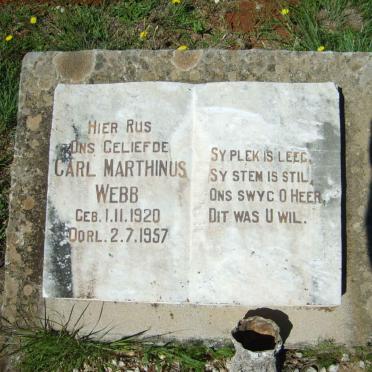 Hier Rus
Ons Geliefde
Carl Marthinus
Webb
Geb. 1.11.1920
Oorl. 2.7.1957
Sy plek is leeg,
Sy stem is stil,
Ons swyg O Heer,
Dit was U wil.